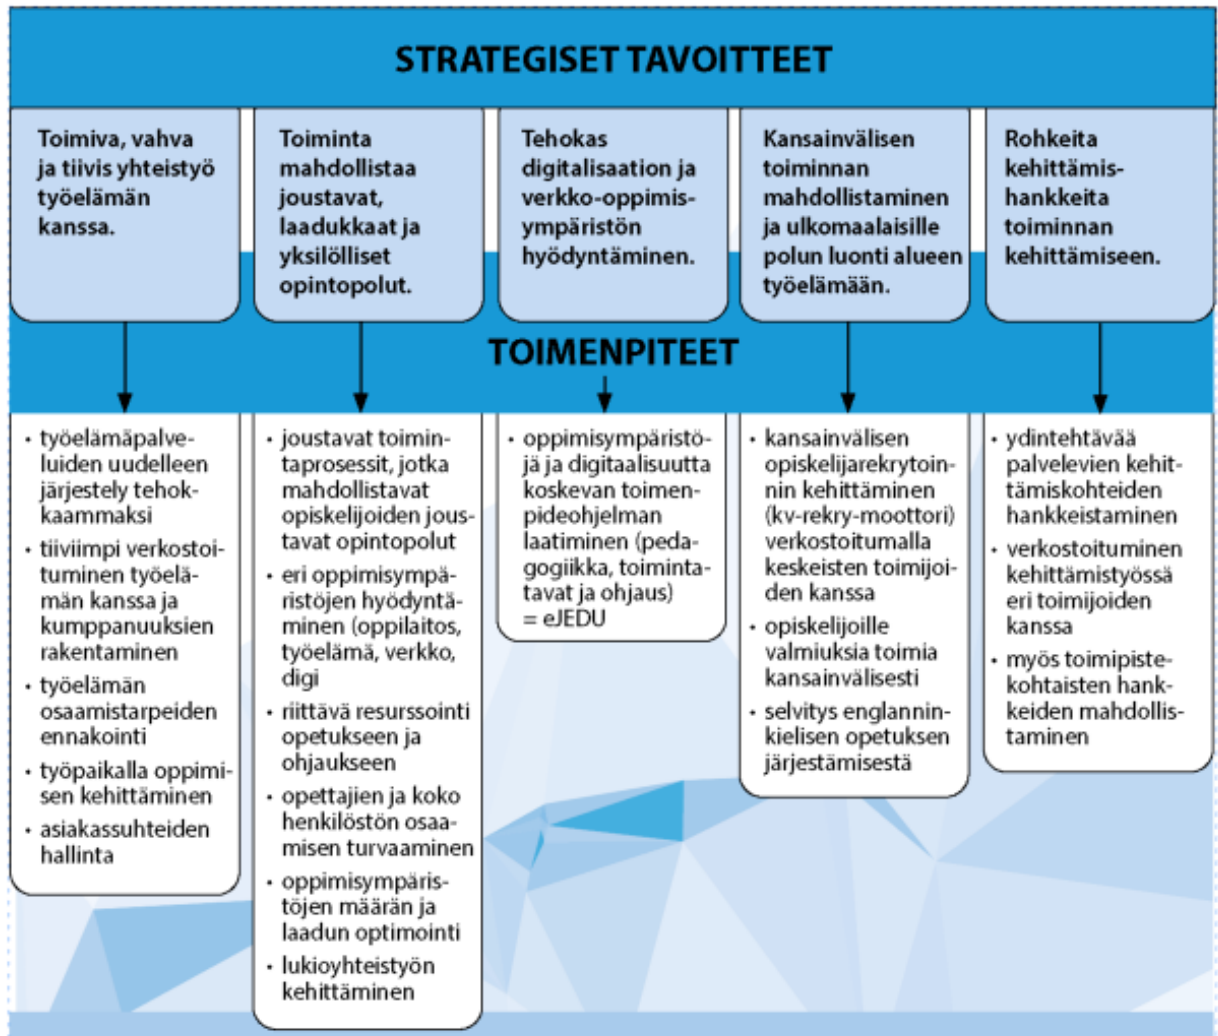 STRATEGISET TAVOITTEET
Toimiva, vahva
ja tiivis yhteistyö
työelämän
kanssa.
Toiminta
mahdollistaa
joustavat,
laadukkaat ja
yksilölliset
opintopolut.
Tehokas
digitalisaation ja
verkko-oppimis-
ympäristön
hyödyntäminen.
Kansainvälisen
toiminnan
mahdollistaminen
ja ulkomaalaisille
polun luonti alueen
työelämään.
Rohkeita
kehittämis-
hankkeita
toiminnan
kehittämiseen.
TOIMENPITEET
• työelämäpalve-
luiden uudelleen
järjestely tehok-
kaammaksi
• tiiviimpi verkostoi-
tuminen työelä-
män kanssa ja
kumppanuuksien
rakentaminen
• työelämän
osaamistarpeiden
ennakointi
• työpaikalla oppimi-
sen kehittäminen
• asiakassuhteiden
hallinta
• joustavat toimin-
taprosessit, jotka
mahdollistavat
opiskelijoiden jous-
tavat opintopolut
• eri oppimisympä-
ristöjen hyödyntä-
minen (oppilaitos,
työelämä, verkko,
digi
• riittävä resurssointi
opetukseen ja
ohjaukseen
• opettajien ja koko
henkilöstön osaa-
misen turvaaminen
• oppimisympäris-
töjen määrän ja
laadun optimointi
• lukioyhteistyön
kehittäminen
• oppimisympäristö-
jä ja digitaalisuutta
koskevan toimen-
pideohjelman
laatiminen (peda-
gogiikka, toiminta-
tavat ja ohjaus)
= eJEDU
• kansainvälisen
opiskelijarekrytoin-
nin kehittäminen
(kv-rekry-moottori)
verkostoitumalla
keskeisten toimijoi-
den kanssa
• opiskelijoille
valmiuksia toimia
kansainvälisesti
• selvitys englannin-
kielisen opetuksen
järjestämisestä
• ydintehtävää
palvelevien kehit-
tämiskohteiden
hankkeistaminen
• verkostoituminen
kehittämistyössä
eri toimijoiden
kanssa
• myös toimipiste-
kohtaisten hank-
keiden mahdollis-
taminen